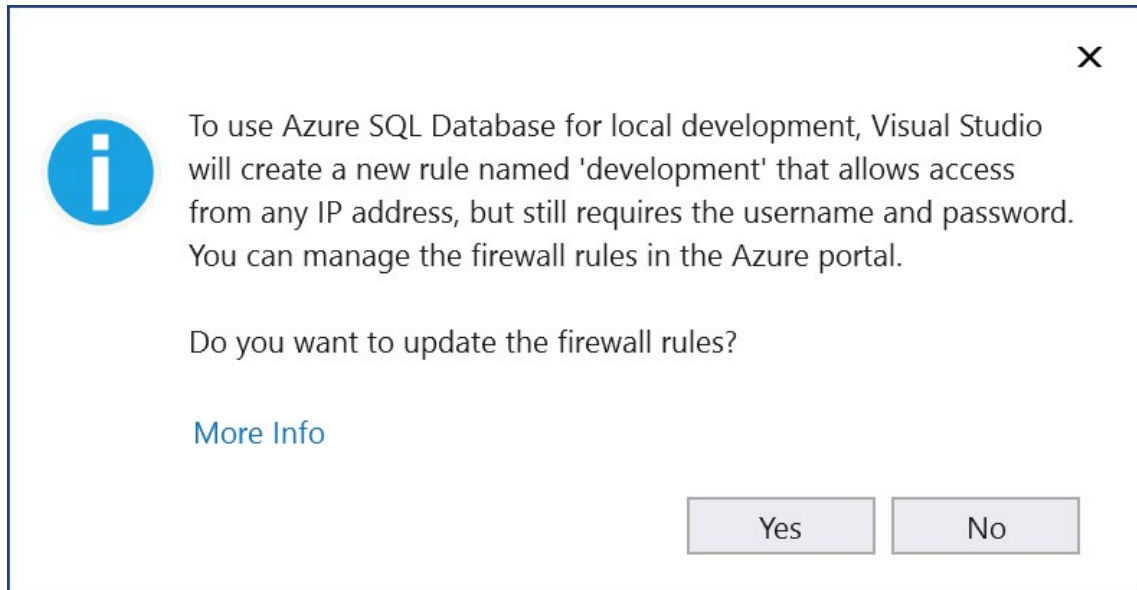 To use Azure SQL Database for local development, Visual Studio
will create a new rule named 'development' that allows access
from any IP address, but still requires the username and password.
You can manage the firewall rules in the Azure portal.
Do you want to update the firewall rules?
More Info
Yes
No